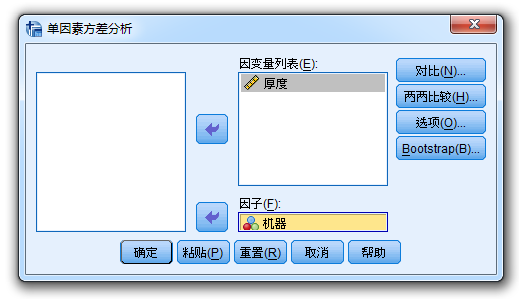 单因素方差分析
因变量列表(E):
厚度
对比(N)...
两两比较(H)...
选项(O)...
Bootstrap(B)...
因子(F):
机器
确定 粘贴(P) 重置(R) 取消 帮助